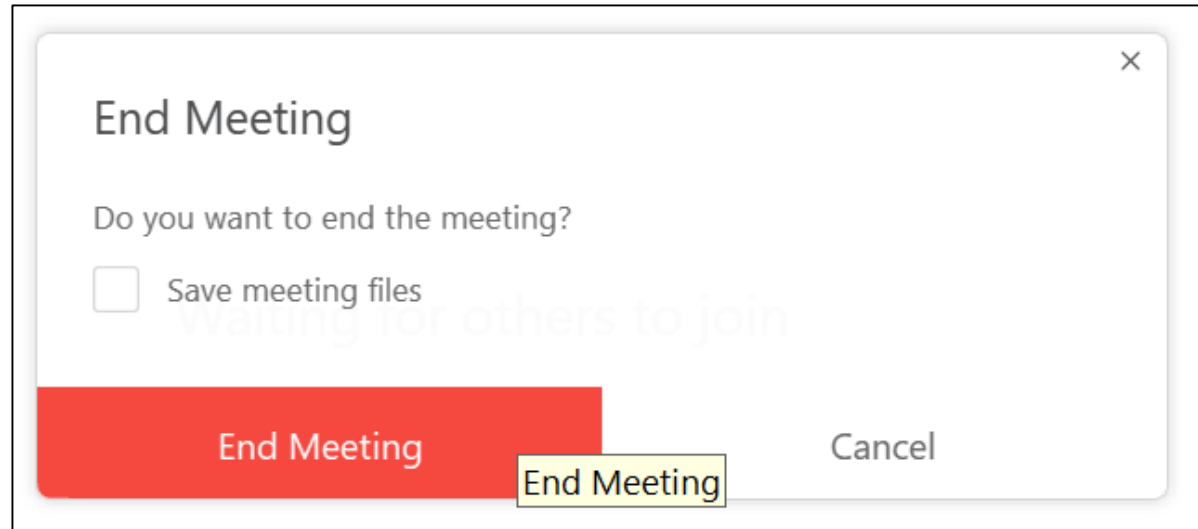 End Meeting
Do you want to end the meeting?
Save meeting files
Waiting for others to join
End Meeting
Cancel
End Meeting